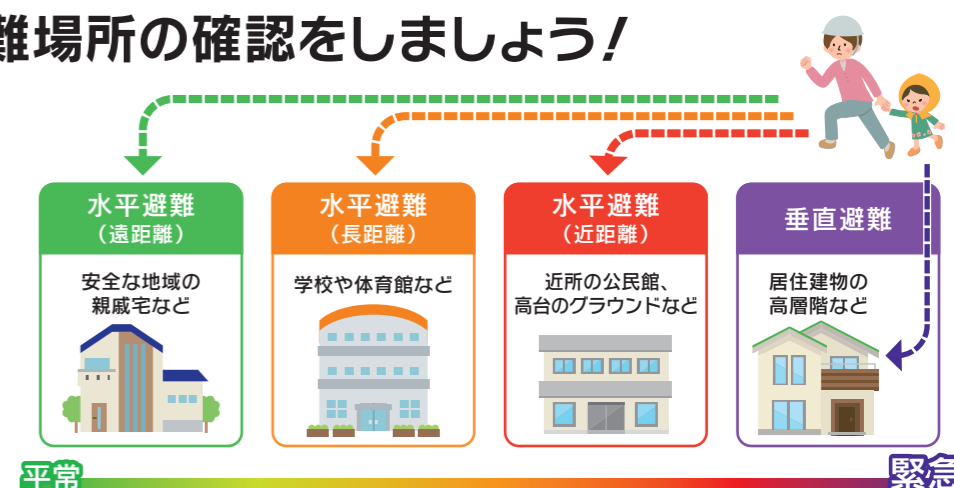 難場所の確認をしましょう!
水平避難
(遠距離)
安全な地域の
親戚宅など
水平避難
(長距離)
学校や体育館など
水平避難
(近距離)
近所の公民館、
高台のグラウンドなど
垂直避難
居住建物の
高層階など
平常
緊急